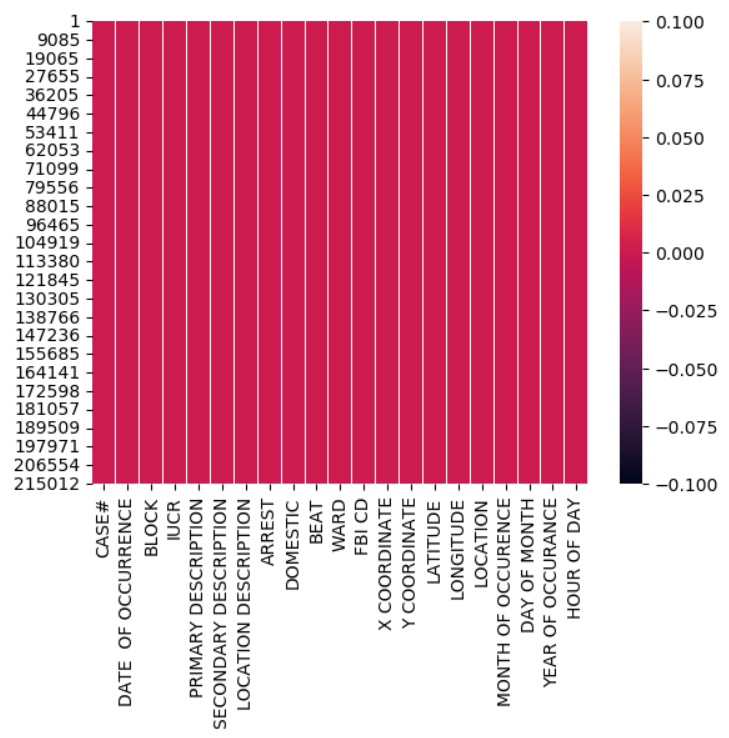 1
9085
19065
27655
36205
44796
53411
62053
71099
79556
88015
96465
104919
113380
121845
130305
138766
147236
155685
164141
172598
181057
189509
197971
206554
215012
0.100
0.075
0.050
0.025
0.000
−0.025
−0.050
−0.075
−0.100
CASE#
DATE  OF OCCURRENCE
BLOCK
IUCR
PRIMARY DESCRIPTION
SECONDARY DESCRIPTION
LOCATION DESCRIPTION
ARREST
DOMESTIC
BEAT
WARD
FBI CD
X COORDINATE
Y COORDINATE
LATITUDE
LONGITUDE
LOCATION
MONTH OF OCCURENCE
DAY OF MONTH
YEAR OF OCCURANCE
HOUR OF DAY